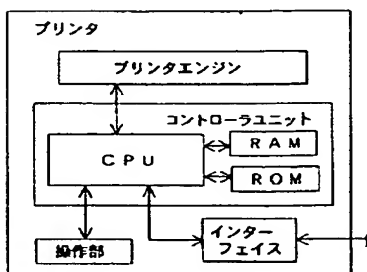 プリンタ
プリンタエンジン
コントローラユニット
CPU
RAM
ROM
操作部
インター
フェイス